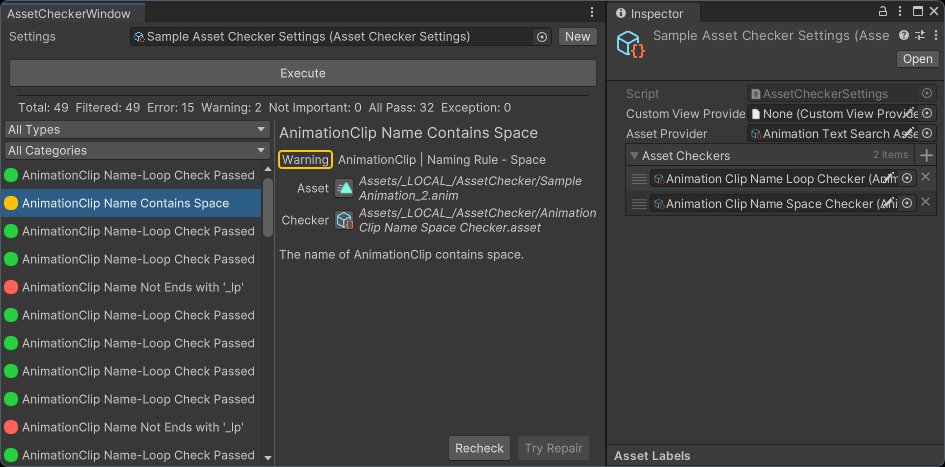 AssetCheckerWindow
Settings
Sample Asset Checker Settings (Asset Checker Settings)
New
Execute
Total: 49 Filtered: 49 Error: 15 Warning: 2 Not Important: 0 All Pass: 32 Exception: 0
All Types
All Categories
AnimationClip Name-Loop Check Passed
AnimationClip Name Contains Space
AnimationClip Name-Loop Check Passed
AnimationClip Name-Loop Check Passed
AnimationClip Name Not Ends with '_lp'
AnimationClip Name-Loop Check Passed
AnimationClip Name-Loop Check Passed
AnimationClip Name-Loop Check Passed
AnimationClip Name-Loop Check Passed
AnimationClip Name Not Ends with '_lp'
AnimationClip Name-Loop Check Passed
AnimationClip Name Contains Space
Warning AnimationClip | Naming Rule - Space
Asset
Assets/_LOCAL_/AssetChecker/Sample
Animation_2.anim
Checker
Assets/_LOCAL_/AssetChecker/Animation
Clip Name Space Checker.asset
The name of AnimationClip contains space.
Recheck
Try Repair
Inspector
Sample Asset Checker Settings (Asse
Open
Script
AssetCheckerSettings
Custom View Provide
None (Custom View Provide
Asset Provider
Animation Text Search Ass
Asset Checkers
2 items
Animation Clip Name Loop Checker (Anim
Animation Clip Name Space Checker (Ani
Asset Labels